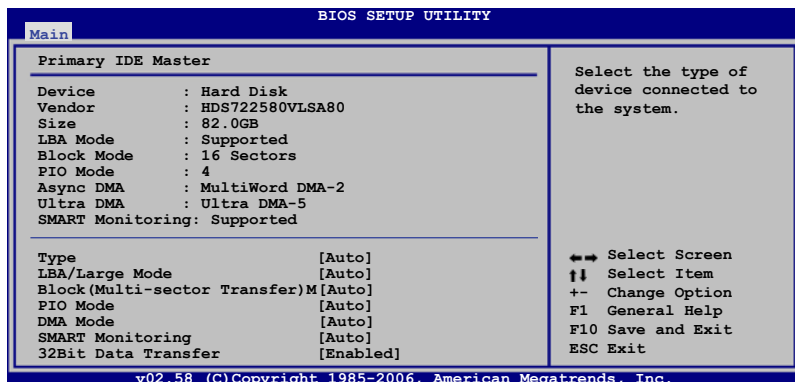 BIOS SETUP UTILITY
Main
Primary IDE Master
Device : Hard Disk
Vendor : HDS722580VLSA80
Size : 82.0GB
LBA Mode : Supported
Block Mode : 16 Sectors
PIO Mode : 4
Async DMA : MultiWord DMA-2
Ultra DMA : Ultra DMA-5
SMART Monitoring: Supported
Type [Auto]
LBA/Large Mode [Auto]
Block(Multi-sector Transfer)M[Auto]
PIO Mode [Auto]
DMA Mode [Auto]
SMART Monitoring [Auto]
32Bit Data Transfer [Enabled]
Select the type of
device connected to
the system.
Select Screen
Select Item
+- Change Option
F1 General Help
F10 Save and Exit
ESC Exit
v02.58 (C)Copyright 1985-2006, American Megatrends, Inc.